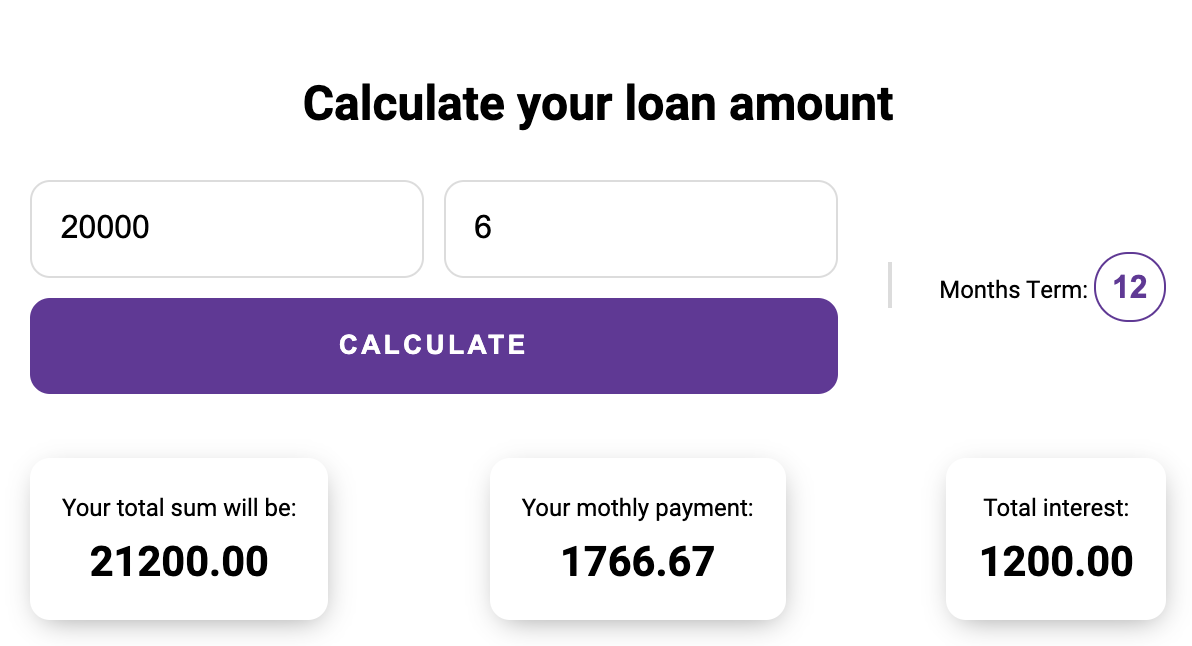 Calculate your loan amount
20000
6
CALCULATE
Months Term: 12
Your total sum will be:
21200.00
Your mothly payment:
1766.67
Total interest:
1200.00